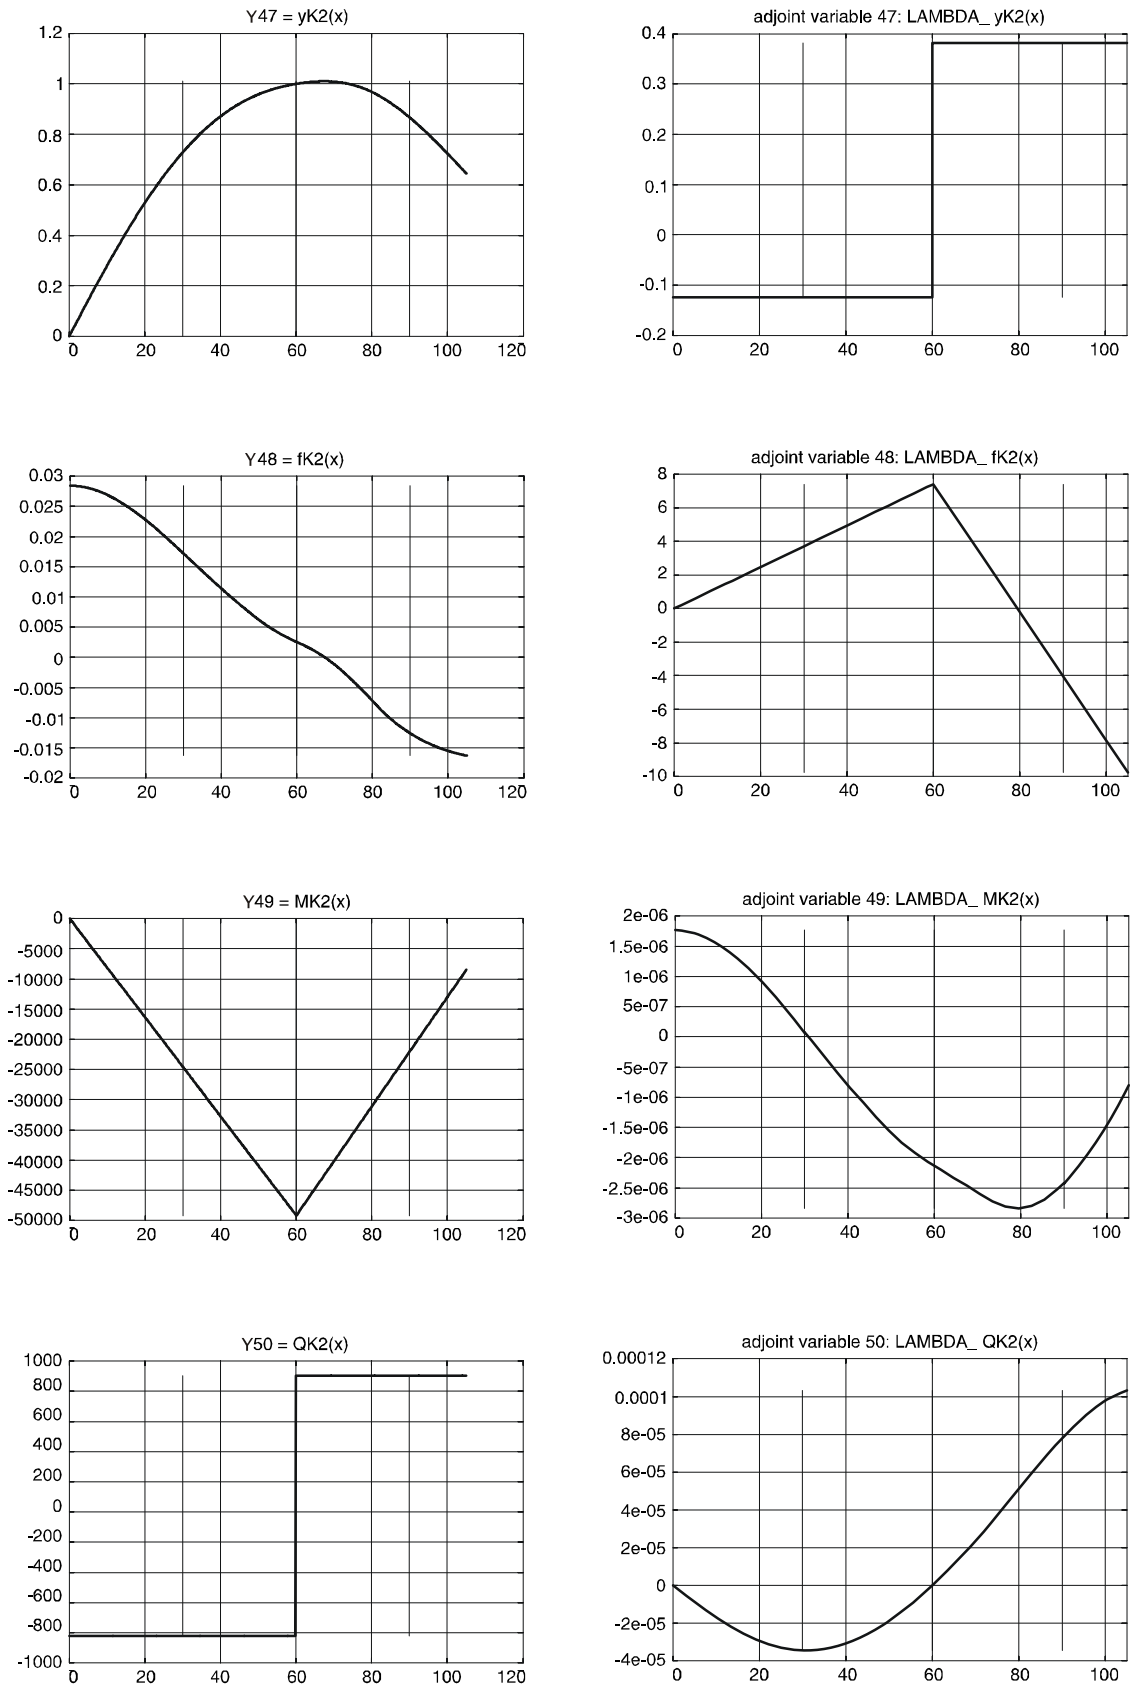 Y47 = yK2(x)
1.2
1
0.8
0.6
0.4
0.2
0
0 20 40 60 80 100 120
adjoint variable 47: LAMBDA_ yK2(x)
0.4
0.3
0.2
0.1
0
-0.1
-0.2
0 20 40 60 80 100
Y48 = fK2(x)
0.03
0.025
0.02
0.015
0.01
0.005
0
-0.005
-0.01
-0.015
-0.02
0 20 40 60 80 100 120
adjoint variable 48: LAMBDA_ fK2(x)
8
6
4
2
0
-2
-4
-6
-8
-10
0 20 40 60 80 100
Y49 = MK2(x)
0
-5000
-10000
-15000
-20000
-25000
-30000
-35000
-40000
-45000
-50000
0 20 40 60 80 100 120
adjoint variable 49: LAMBDA_ MK2(x)
2e-06
1.5e-06
1e-06
5e-07
0
-5e-07
-1e-06
-1.5e-06
-2e-06
-2.5e-06
-3e-06
0 20 40 60 80 100
Y50 = QK2(x)
1000
800
600
400
200
0
-200
-400
-600
-800
-1000
0 20 40 60 80 100 120
adjoint variable 50: LAMBDA_ QK2(x)
0.00012
0.0001
8e-05
6e-05
4e-05
2e-05
0
-2e-05
-4e-05
0 20 40 60 80 100